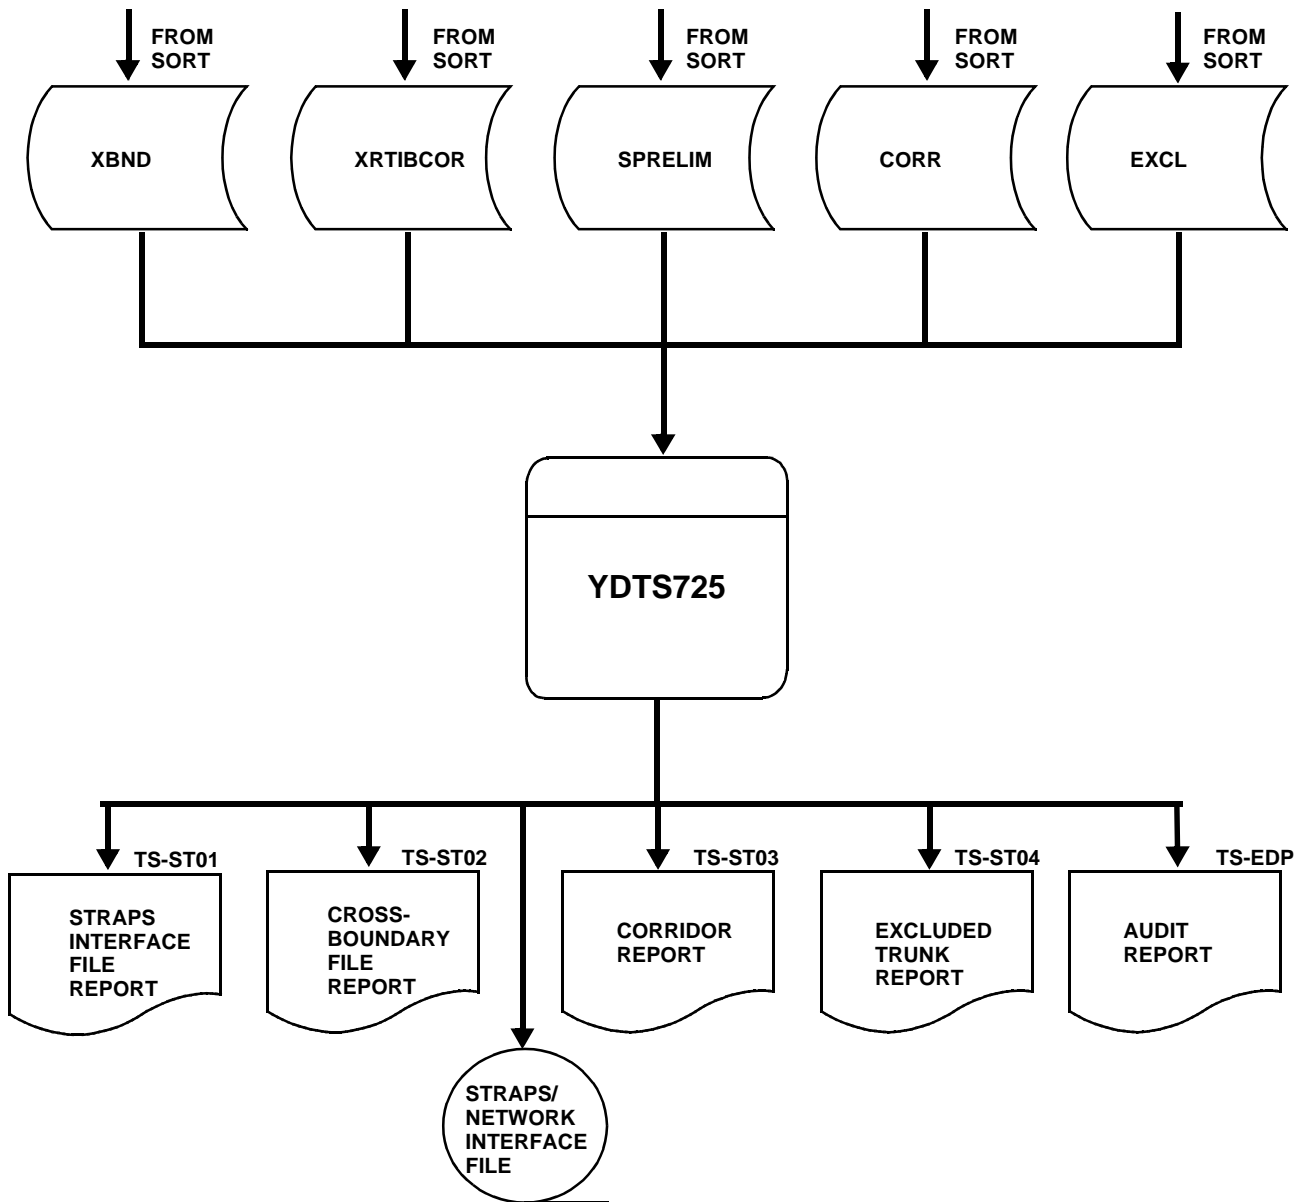 FROM
SORT
FROM
SORT
FROM
SORT
FROM
SORT
FROM
SORT
XBND
XRTIBCOR
SPRELIM
CORR
EXCL
YDTS725
TS-ST01
STRAPS
INTERFACE
FILE
REPORT
TS-ST02
CROSS-
BOUNDARY
FILE
REPORT
TS-ST03
CORRIDOR
REPORT
TS-ST04
EXCLUDED
TRUNK
REPORT
TS-EDP
AUDIT
REPORT
STRAPS/
NETWORK
INTERFACE
FILE